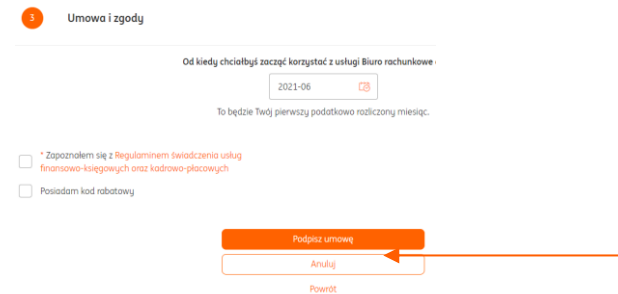 3 Umowa i zgody
Od kiedy chciałbyś zacząć korzystać z usługi Biuro rachunkowe
2021-06
To będzie Twój pierwszy podatkowo rozliczony miesiąc.
* Zapoznałem się z Regulaminem świadczenia usług
finansowo-księgowych oraz kadrowo-płacowych
Posiadam kod rabatowy
Podpisz umowę
Anuluj
Powrót